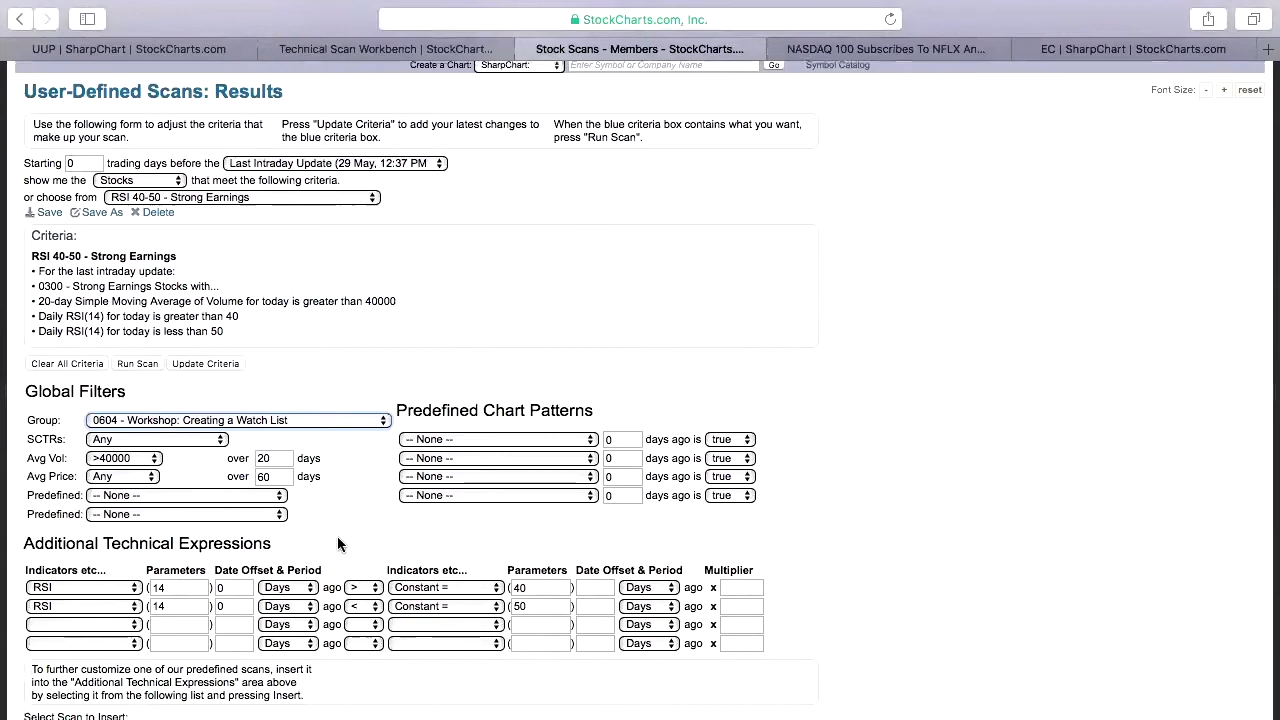 StockCharts.com, Inc.
UUP | SharpChart | StockCharts.com
Technical Scan Workbench | StockChart...
Stock Scans - Members - StockCharts....
NASDAQ 100 Subscribes To NFLX An...
EC | SharpChart | StockCharts.com
Create a Chart: SharpChart: Enter Symbol or Company Name Go Symbol Catalog
User-Defined Scans: Results
Font Size: - + reset
Use the following form to adjust the criteria that
make up your scan.
Press "Update Criteria" to add your latest changes to
the blue criteria box.
When the blue criteria box contains what you want,
press "Run Scan".
Starting 0 trading days before the Last Intraday Update (29 May, 12:37 PM
show me the Stocks that meet the following criteria.
or choose from RSI 40-50 - Strong Earnings
Save Save As Delete
Criteria:
RSI 40-50 - Strong Earnings
• For the last intraday update:
• 0300 - Strong Earnings Stocks with...
• 20-day Simple Moving Average of Volume for today is greater than 40000
• Daily RSI(14) for today is greater than 40
• Daily RSI(14) for today is less than 50
Clear All Criteria Run Scan Update Criteria
Global Filters
Group: 0604 - Workshop: Creating a Watch List
SCTRs: Any
Avg Vol: >40000 over 20 days
Avg Price: Any over 60 days
Predefined: -- None --
Predefined: -- None --
Predefined Chart Patterns
-- None -- 0 days ago is true
-- None -- 0 days ago is true
-- None -- 0 days ago is true
-- None -- 0 days ago is true
Additional Technical Expressions
Indicators etc... Parameters Date Offset & Period Indicators etc... Parameters Date Offset & Period Multiplier
RSI (14) 0 Days ago > Constant = (40) Days ago x
RSI (14) 0 Days ago < Constant = (50) Days ago x
( ) Days ago ( ) Days ago x
( ) Days ago ( ) Days ago x
To further customize one of our predefined scans, insert it
into the "Additional Technical Expressions" area above
by selecting it from the following list and pressing Insert.
Select Scan to Insert: